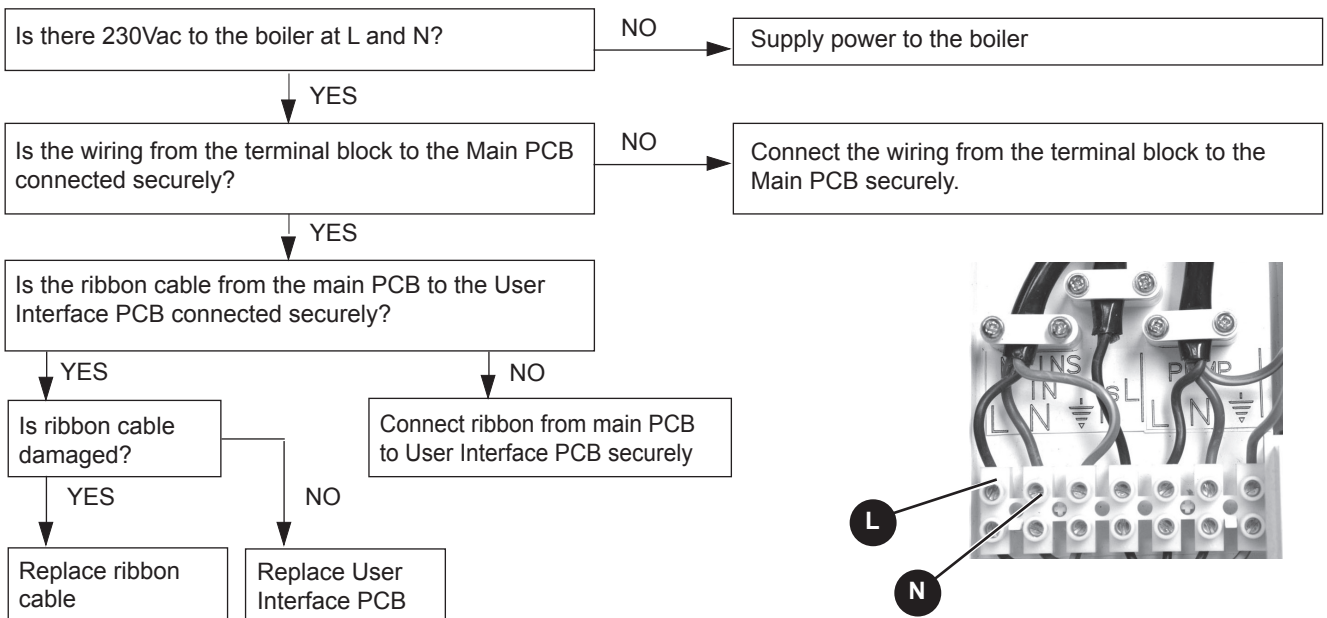 Is there 230Vac to the boiler at L and N?
NO
Supply power to the boiler
YES
Is the wiring from the terminal block to the Main PCB
connected securely?
NO
Connect the wiring from the terminal block to the
Main PCB securely.
YES
Is the ribbon cable from the main PCB to the User
Interface PCB connected securely?
YES
NO
Is ribbon cable
damaged?
Connect ribbon from main PCB
to User Interface PCB securely
YES
NO
Replace ribbon
cable
Replace User
Interface PCB
IN
L N
L
L N
L
N